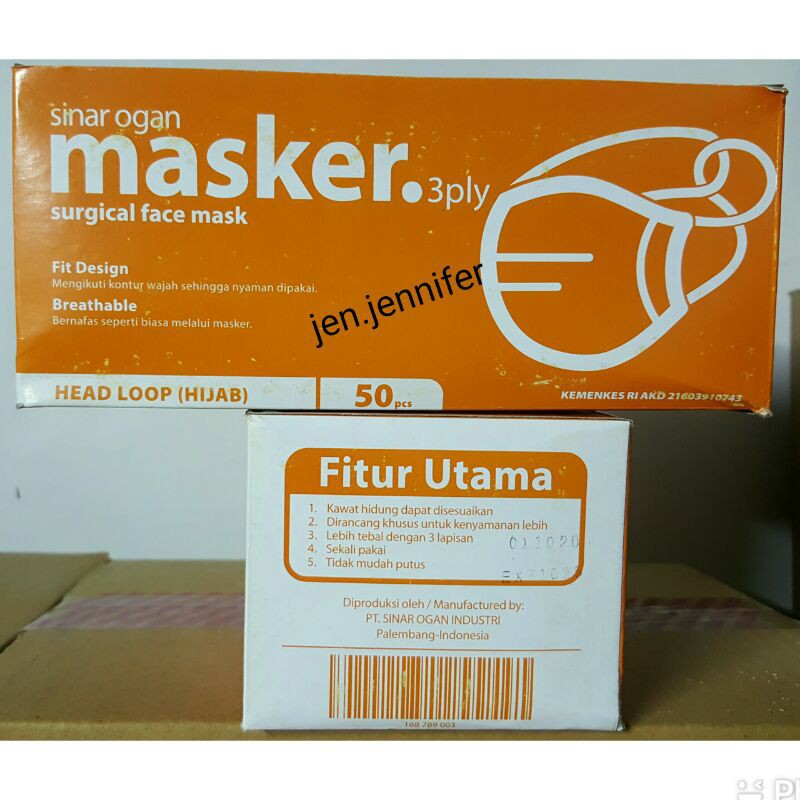 sinar ogan
masker. 3ply
surgical face mask
Fit Design
Mengikuti kontur wajah sehingga nyaman dipakai.
Breathable
Bernafas seperti biasa melalui masker.
jen.jennifer
HEAD LOOP (HIJAB)
50 pcs
KEMENKES RI AKD 21603910743
Fitur Utama
1. Kawat hidung dapat disesuaikan
2. Dirancang khusus untuk kenyamanan lebih
3. Lebih tebal dengan 3 lapisan
4. Sekali pakai
5. Tidak mudah putus
011020
Diproduksi oleh / Manufactured by:
PT. SINAR OGAN INDUSTRI
Palembang-Indonesia
168 789 003